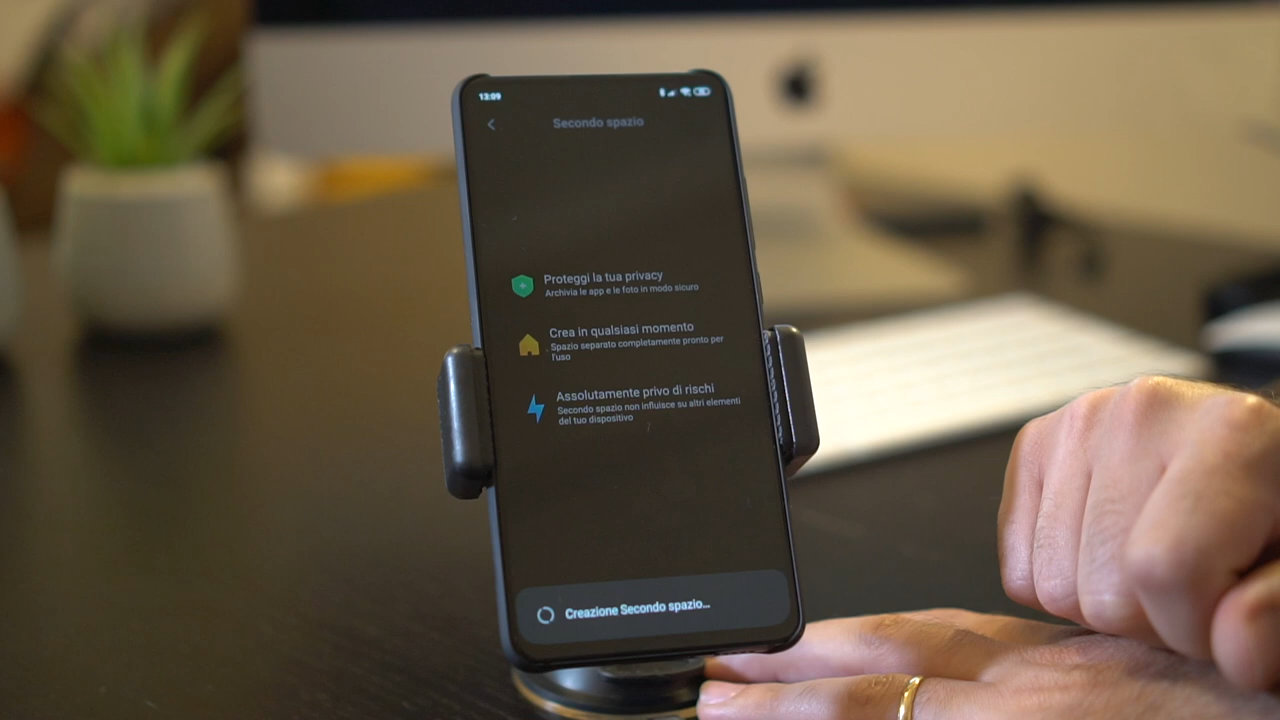 13:09
Secondo spazio
Proteggi la tua privacy
Archivia le app e le foto in modo sicuro
Crea in qualsiasi momento
Spazio separato completamente pronto per
l'uso
Assolutamente privo di rischi
Secondo spazio non influisce su altri elementi
del tuo dispositivo
Creazione Secondo spazio...